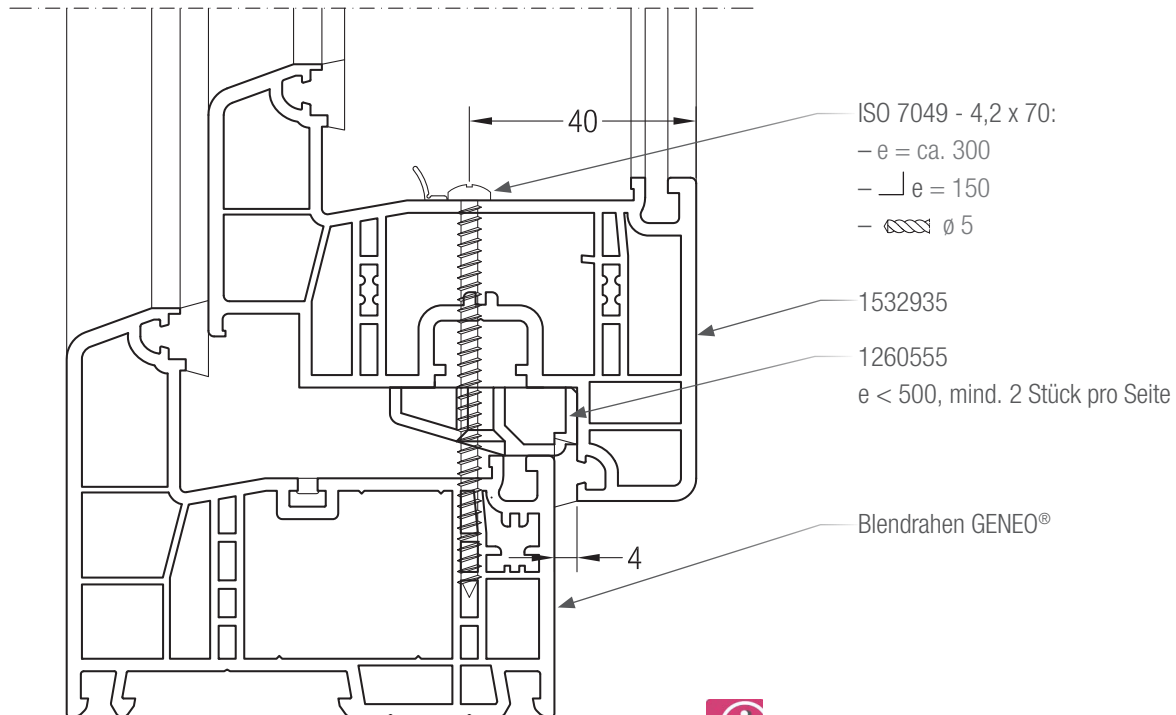 40
ISO 7049 - 4,2 x 70:
– e = ca. 300
– e = 150
– ø 5
1532935
1260555
e < 500, mind. 2 Stück pro Seite
Blendrahen GENEO®
4